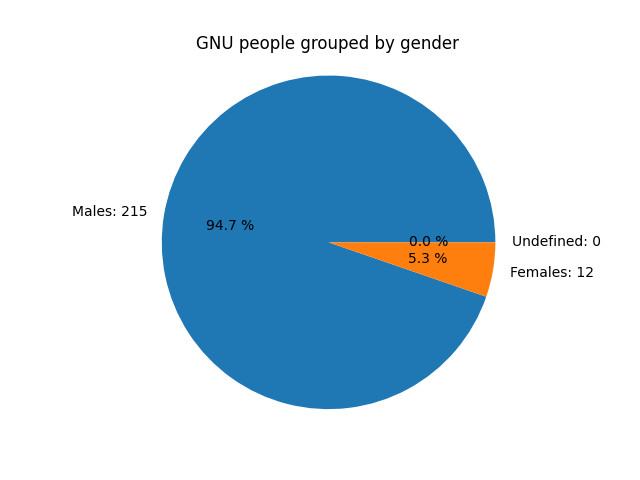 GNU people grouped by gender
Males: 215
94.7 %
0.0 %
Undefined: 0
5.3 %
Females: 12